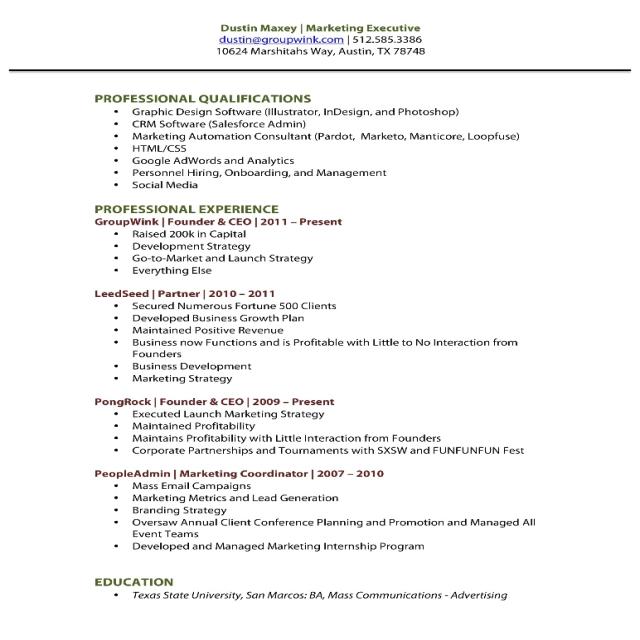 Dustin Maxey | Marketing Executive
dustin@groupwink.com | 512.585.3386
10624 Marshitahs Way, Austin, TX 78748
PROFESSIONAL QUALIFICATIONS
• Graphic Design Software (Illustrator, InDesign, and Photoshop)
• CRM Software (Salesforce Admin)
• Marketing Automation Consultant (Pardot, Marketo, Manticore, Loopfuse)
• HTML/CSS
• Google AdWords and Analytics
• Personnel Hiring, Onboarding, and Management
• Social Media
PROFESSIONAL EXPERIENCE
GroupWink | Founder & CEO | 2011 – Present
• Raised 200k in Capital
• Development Strategy
• Go-to-Market and Launch Strategy
• Everything Else
LeedSeed | Partner | 2010 – 2011
• Secured Numerous Fortune 500 Clients
• Developed Business Growth Plan
• Maintained Positive Revenue
• Business now Functions and is Profitable with Little to No Interaction from
Founders
• Business Development
• Marketing Strategy
PongRock | Founder & CEO | 2009 – Present
• Executed Launch Marketing Strategy
• Maintained Profitability
• Maintains Profitability with Little Interaction from Founders
• Corporate Partnerships and Tournaments with SXSW and FUNFUNFUN Fest
PeopleAdmin | Marketing Coordinator | 2007 – 2010
• Mass Email Campaigns
• Marketing Metrics and Lead Generation
• Branding Strategy
• Oversaw Annual Client Conference Planning and Promotion and Managed All
Event Teams
• Developed and Managed Marketing Internship Program
EDUCATION
• Texas State University, San Marcos: BA, Mass Communications - Advertising